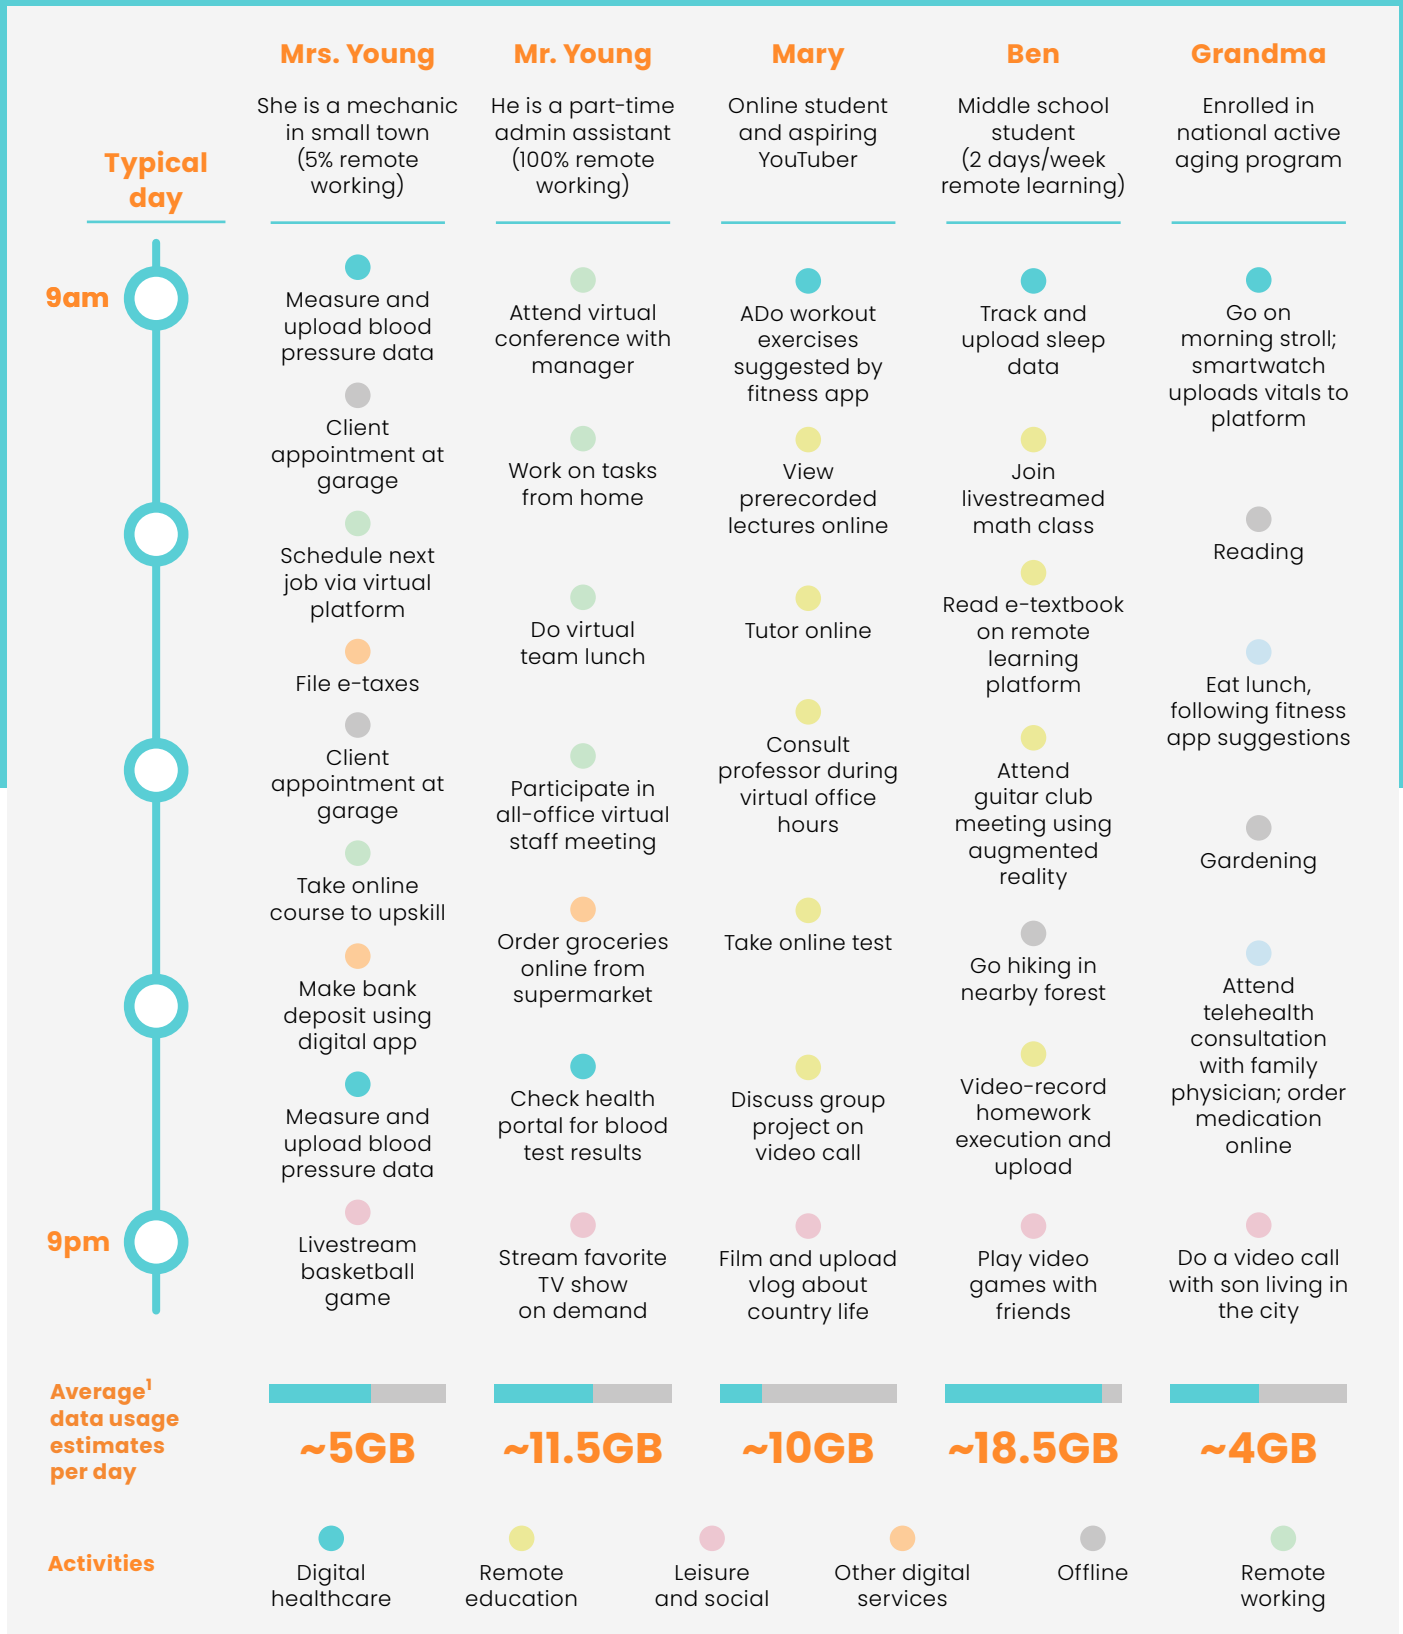 Typical
day
Mrs. Young
She is a mechanic
in small town
(5% remote
working)
Mr. Young
He is a part-time
admin assistant
(100% remote
working)
Mary
Online student
and aspiring
YouTuber
Ben
Middle school
student
(2 days/week
remote learning)
Grandma
Enrolled in
national active
aging program
9am
9pm
Measure and
upload blood
pressure data
Client
appointment at
garage
Schedule next
job via virtual
platform
File e-taxes
Client
appointment at
garage
Take online
course to upskill
Make bank
deposit using
digital app
Measure and
upload blood
pressure data
Livestream
basketball
game
Attend virtual
conference with
manager
Work on tasks
from home
Do virtual
team lunch
Participate in
all-office virtual
staff meeting
Order groceries
online from
supermarket
Check health
portal for blood
test results
Stream favorite
TV show
on demand
ADo workout
exercises
suggested by
fitness app
View
prerecorded
lectures online
Tutor online
Consult
professor during
virtual office
hours
Take online test
Discuss group
project on
video call
Film and upload
vlog about
country life
Track and
upload sleep
data
Join
livestreamed
math class
Read e-textbook
on remote
learning
platform
Attend
guitar club
meeting using
augmented
reality
Go hiking in
nearby forest
Video-record
homework
execution and
upload
Play video
games with
friends
Go on
morning stroll;
smartwatch
uploads vitals to
platform
Reading
Eat lunch,
following fitness
app suggestions
Gardening
Attend
telehealth
consultation
with family
physician; order
medication
online
Do a video call
with son living in
the city
Average¹
data usage
estimates
per day
~5GB
~11.5GB
~10GB
~18.5GB
~4GB
Activities
Digital
healthcare
Remote
education
Leisure
and social
Other digital
services
Offline
Remote
working